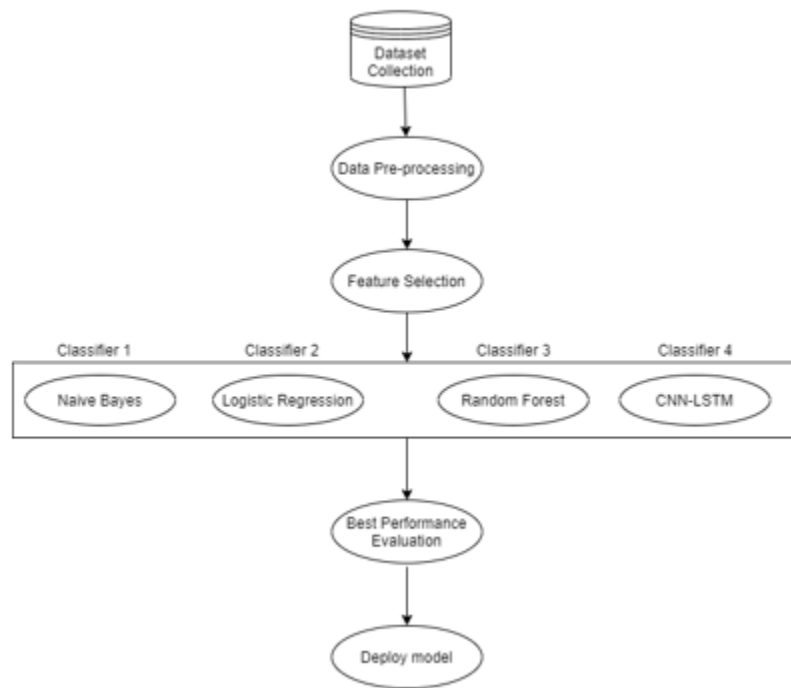 Dataset
Collection
Data Pre-processing
Feature Selection
Classifier 1
Classifier 2
Classifier 3
Classifier 4
Naive Bayes
Logistic Regression
Random Forest
CNN-LSTM
Best Performance
Evaluation
Deploy model